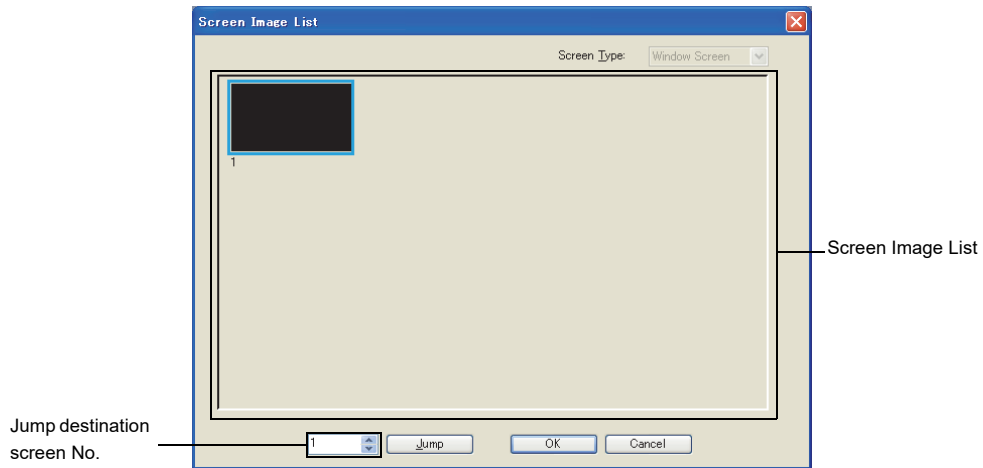 Screen Image List
Screen Type: Window Screen
1
Screen Image List
Jump destination
screen No.
1 Jump OK Cancel